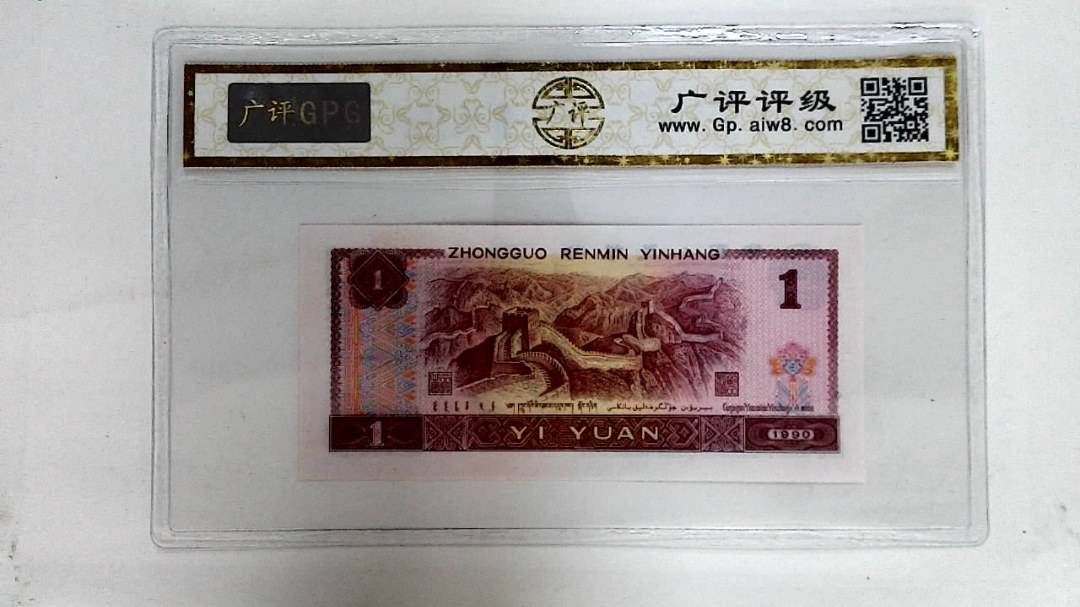 广评GPG
广评
广评评级
www. Gp. aiw8. com
ZHONGGUO RENMIN YINHANG
1
1
1
YI YUAN
1990